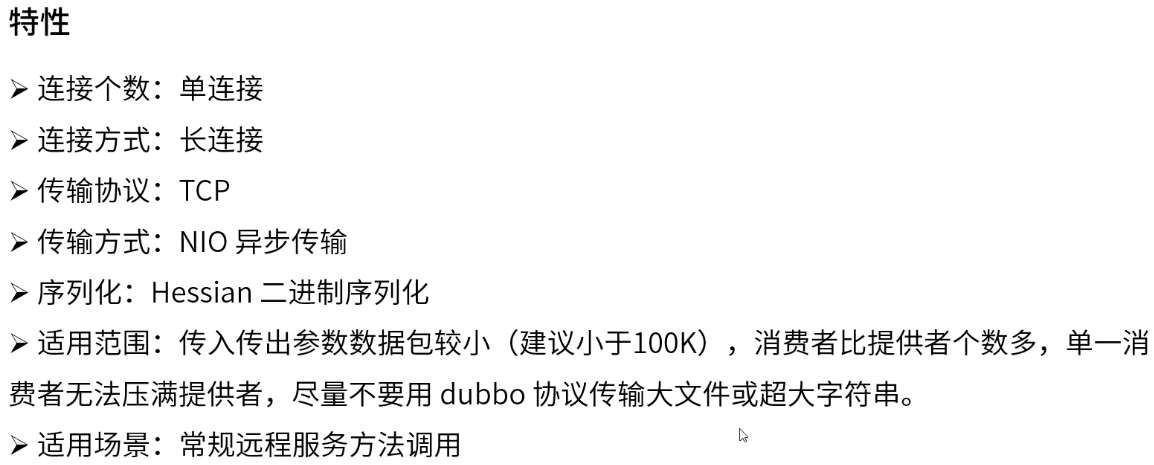 特性
➢ 连接个数：单连接
➢ 连接方式：长连接
➢ 传输协议：TCP
➢ 传输方式：NIO 异步传输
➢ 序列化：Hessian 二进制序列化
➢ 适用范围：传入传出参数数据包较小（建议小于100K），消费者比提供者个数多，单一消
费者无法压满提供者，尽量不要用 dubbo 协议传输大文件或超大字符串。
➢ 适用场景：常规远程服务方法调用